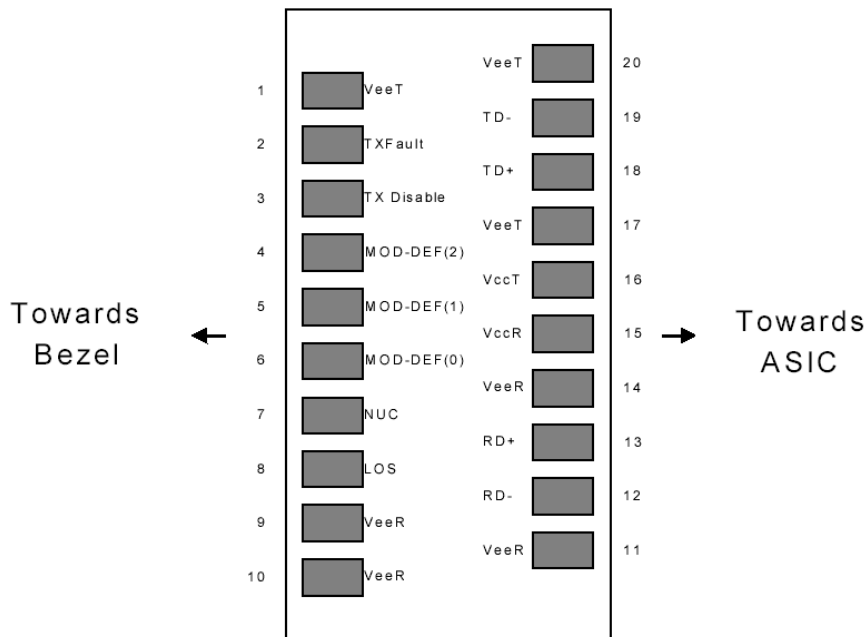 VeeT 20
1 VeeT
TD- 19
2 TXFault
TD+ 18
3 TX Disable
VeeT 17
4 MOD-DEF(2)
VccT 16
5 MOD-DEF(1)
Towards
Bezel
VccR 15
Towards
ASIC
6 MOD-DEF(0)
VeeR 14
7 NUC
RD+ 13
8 LOS
RD- 12
9 VeeR
VeeR 11
10 VeeR